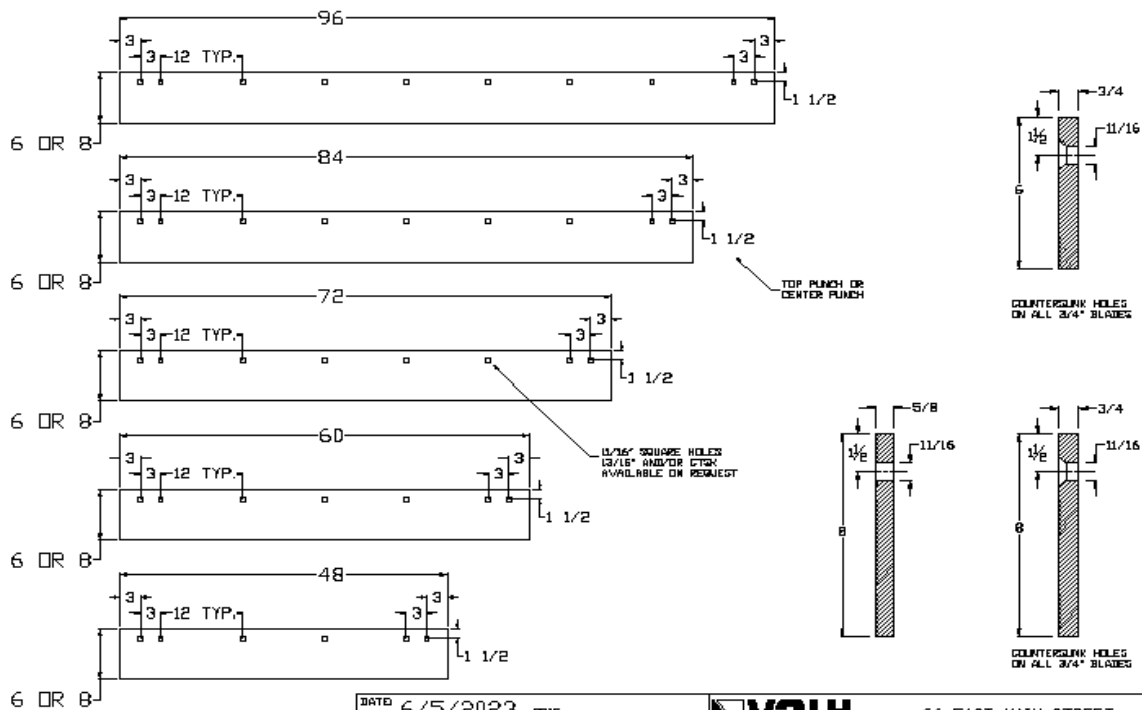 96
3
3
12 TYP.
3
3
1 1/2
6 OR 8
84
3
3
12 TYP.
3
3
1 1/2
6 OR 8
TOP PUNCH OR
CENTER PUNCH
72
3
3
12 TYP.
3
3
1 1/2
6 OR 8
11/16" SQUARE HOLES
13/16" AND/OR CTSK
AVAILABLE ON REQUEST
60
3
3
12 TYP.
3
3
1 1/2
6 OR 8
48
3
3
12 TYP.
3
3
1 1/2
6 OR 8
3/4
1 1/2
11/16
6
COUNTERSUNK HOLES
ON ALL 3/4" BLADES
5/8
1 1/2
11/16
8
3/4
1 1/2
11/16
8
COUNTERSUNK HOLES
ON ALL 3/4" BLADES
DATE 6/5/2023